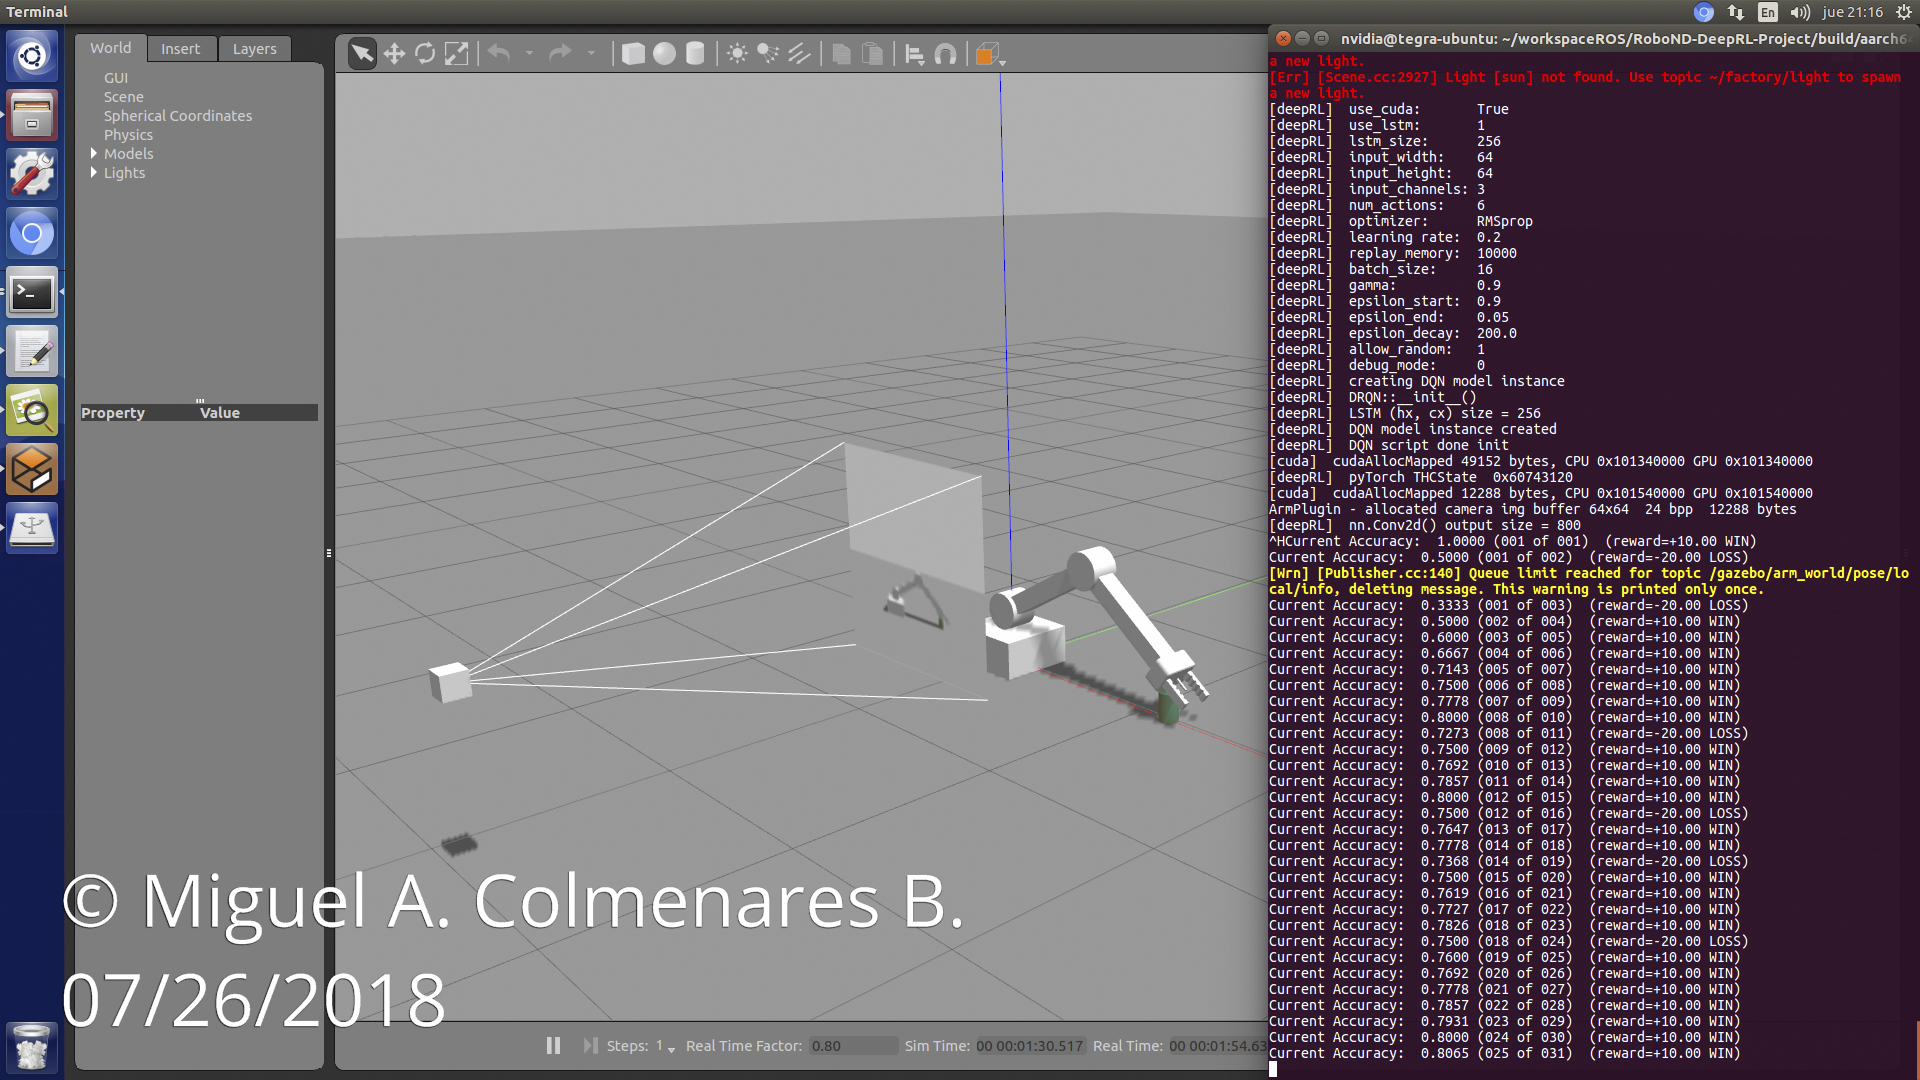 Terminal
En
jue 21:16
World
Insert
Layers
GUI
Scene
Spherical Coordinates
Physics
Models
Lights
Property Value
© Miguel A. Colmenares B.
07/26/2018
Steps: 1 Real Time Factor: 0.80 Sim Time: 00 00:01:30.517 Real Time: 00 00:01:54.63
nvidia@tegra-ubuntu: ~/workspaceROS/RoboND-DeepRL-Project/build/aarch6
a new light.
[Err] [Scene.cc:2927] Light [sun] not found. Use topic ~/factory/light to spawn
a new light.
[deepRL]  use_cuda:       True
[deepRL]  use_lstm:       1
[deepRL]  lstm_size:      256
[deepRL]  input_width:    64
[deepRL]  input_height:   64
[deepRL]  input_channels: 3
[deepRL]  num_actions:    6
[deepRL]  optimizer:      RMSprop
[deepRL]  learning rate:  0.2
[deepRL]  replay_memory:  10000
[deepRL]  batch_size:     16
[deepRL]  gamma:          0.9
[deepRL]  epsilon_start:  0.9
[deepRL]  epsilon_end:    0.05
[deepRL]  epsilon_decay:  200.0
[deepRL]  allow_random:   1
[deepRL]  debug_mode:     0
[deepRL]  creating DQN model instance
[deepRL]  DRQN::__init__()
[deepRL]  LSTM (hx, cx) size = 256
[deepRL]  DQN model instance created
[deepRL]  DQN script done init
[cuda]  cudaAllocMapped 49152 bytes, CPU 0x101340000 GPU 0x101340000
[deepRL]  pyTorch THCState  0x60743120
[cuda]  cudaAllocMapped 12288 bytes, CPU 0x101540000 GPU 0x101540000
ArmPlugin - allocated camera img buffer 64x64  24 bpp  12288 bytes
[deepRL]  nn.Conv2d() output size = 800
^HCurrent Accuracy:  1.0000 (001 of 001)  (reward=+10.00 WIN)
Current Accuracy:  0.5000 (001 of 002)  (reward=-20.00 LOSS)
[Wrn] [Publisher.cc:140] Queue limit reached for topic /gazebo/arm_world/pose/lo
cal/info, deleting message. This warning is printed only once.
Current Accuracy:  0.3333 (001 of 003)  (reward=-20.00 LOSS)
Current Accuracy:  0.5000 (002 of 004)  (reward=+10.00 WIN)
Current Accuracy:  0.6000 (003 of 005)  (reward=+10.00 WIN)
Current Accuracy:  0.6667 (004 of 006)  (reward=+10.00 WIN)
Current Accuracy:  0.7143 (005 of 007)  (reward=+10.00 WIN)
Current Accuracy:  0.7500 (006 of 008)  (reward=+10.00 WIN)
Current Accuracy:  0.7778 (007 of 009)  (reward=+10.00 WIN)
Current Accuracy:  0.8000 (008 of 010)  (reward=+10.00 WIN)
Current Accuracy:  0.7273 (008 of 011)  (reward=-20.00 LOSS)
Current Accuracy:  0.7500 (009 of 012)  (reward=+10.00 WIN)
Current Accuracy:  0.7692 (010 of 013)  (reward=+10.00 WIN)
Current Accuracy:  0.7857 (011 of 014)  (reward=+10.00 WIN)
Current Accuracy:  0.8000 (012 of 015)  (reward=+10.00 WIN)
Current Accuracy:  0.7500 (012 of 016)  (reward=-20.00 LOSS)
Current Accuracy:  0.7647 (013 of 017)  (reward=+10.00 WIN)
Current Accuracy:  0.7778 (014 of 018)  (reward=+10.00 WIN)
Current Accuracy:  0.7368 (014 of 019)  (reward=-20.00 LOSS)
Current Accuracy:  0.7500 (015 of 020)  (reward=+10.00 WIN)
Current Accuracy:  0.7619 (016 of 021)  (reward=+10.00 WIN)
Current Accuracy:  0.7727 (017 of 022)  (reward=+10.00 WIN)
Current Accuracy:  0.7826 (018 of 023)  (reward=+10.00 WIN)
Current Accuracy:  0.7500 (018 of 024)  (reward=-20.00 LOSS)
Current Accuracy:  0.7600 (019 of 025)  (reward=+10.00 WIN)
Current Accuracy:  0.7692 (020 of 026)  (reward=+10.00 WIN)
Current Accuracy:  0.7778 (021 of 027)  (reward=+10.00 WIN)
Current Accuracy:  0.7857 (022 of 028)  (reward=+10.00 WIN)
Current Accuracy:  0.7931 (023 of 029)  (reward=+10.00 WIN)
Current Accuracy:  0.8000 (024 of 030)  (reward=+10.00 WIN)
Current Accuracy:  0.8065 (025 of 031)  (reward=+10.00 WIN)